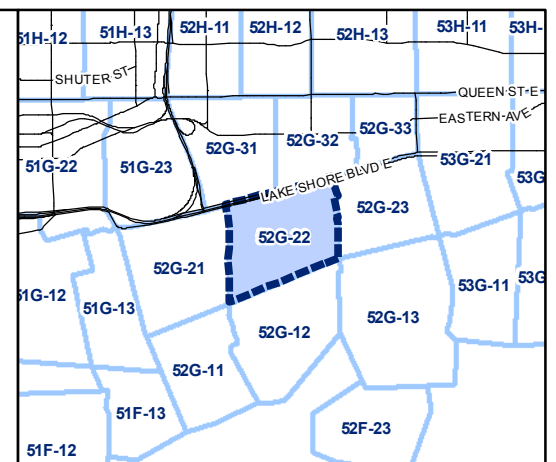 51H-12
51H-13
52H-11
52H-12
52H-13
53H-11
53H-
SHUTER ST
QUEEN ST E
EASTERN AVE
51G-22
51G-23
52G-31
52G-32
52G-33
53G-21
53G
LAKE SHORE BLVD E
52G-23
52G-22
52G-21
51G-12
51G-13
53G-11
53G
52G-12
52G-13
52G-11
51F-13
52F-23
51F-12